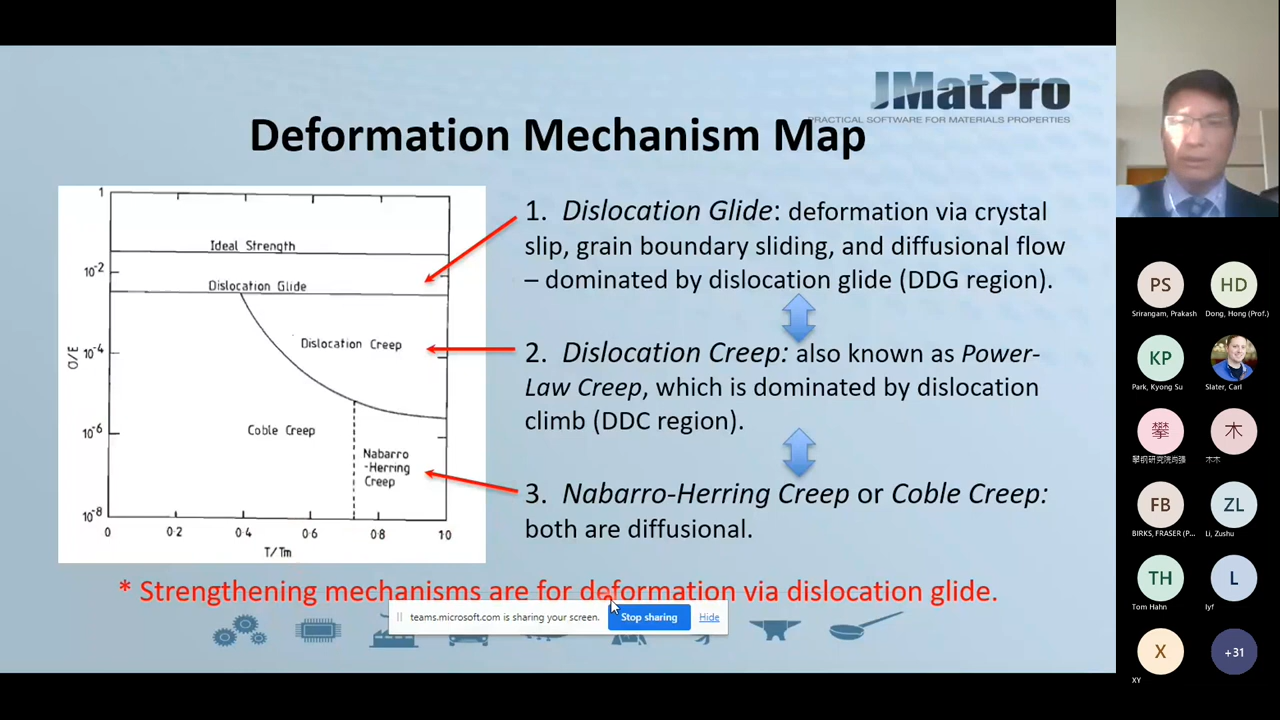 JMatPro
PRACTICAL SOFTWARE FOR MATERIALS PROPERTIES
Deformation Mechanism Map
1
10-2
10-4
10-6
10-8
σ/E
Ideal Strength
Dislocation Glide
Dislocation Creep
Coble Creep
Nabarro
-Herring
Creep
0
0·2
0·4
0·6
0·8
1·0
T/Tm
1. Dislocation Glide: deformation via crystal
slip, grain boundary sliding, and diffusional flow
– dominated by dislocation glide (DDG region).
2. Dislocation Creep: also known as Power-
Law Creep, which is dominated by dislocation
climb (DDC region).
3. Nabarro-Herring Creep or Coble Creep:
both are diffusional.
* Strengthening mechanisms are for deformation via dislocation glide.
teams.microsoft.com is sharing your screen.
Stop sharing
Hide
PS
Srirangam, Prakash
HD
Dong, Hong (Prof.)
KP
Park, Kyong Su
Slater, Carl
攀
木
木木
FB
BIRKS, FRASER (P...
ZL
Li, Zushu
TH
Tom Hahn
L
lyf
X
XY
+31